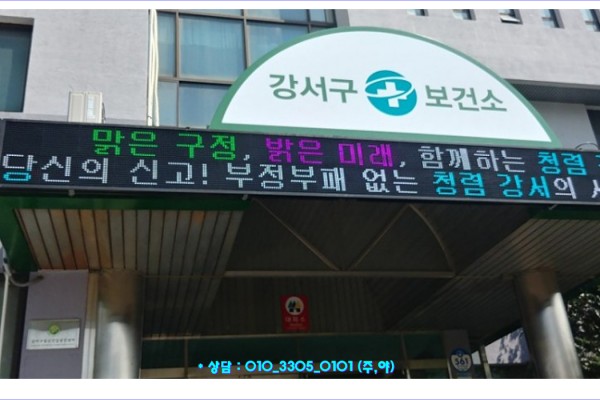 강서구 보건소
맑은 구정, 밝은 미래, 함께하는 청렴
당신의 신고! 부정부패 없는 청렴 강서의
361
* 상담 : 010_3305_0101 (주,야)